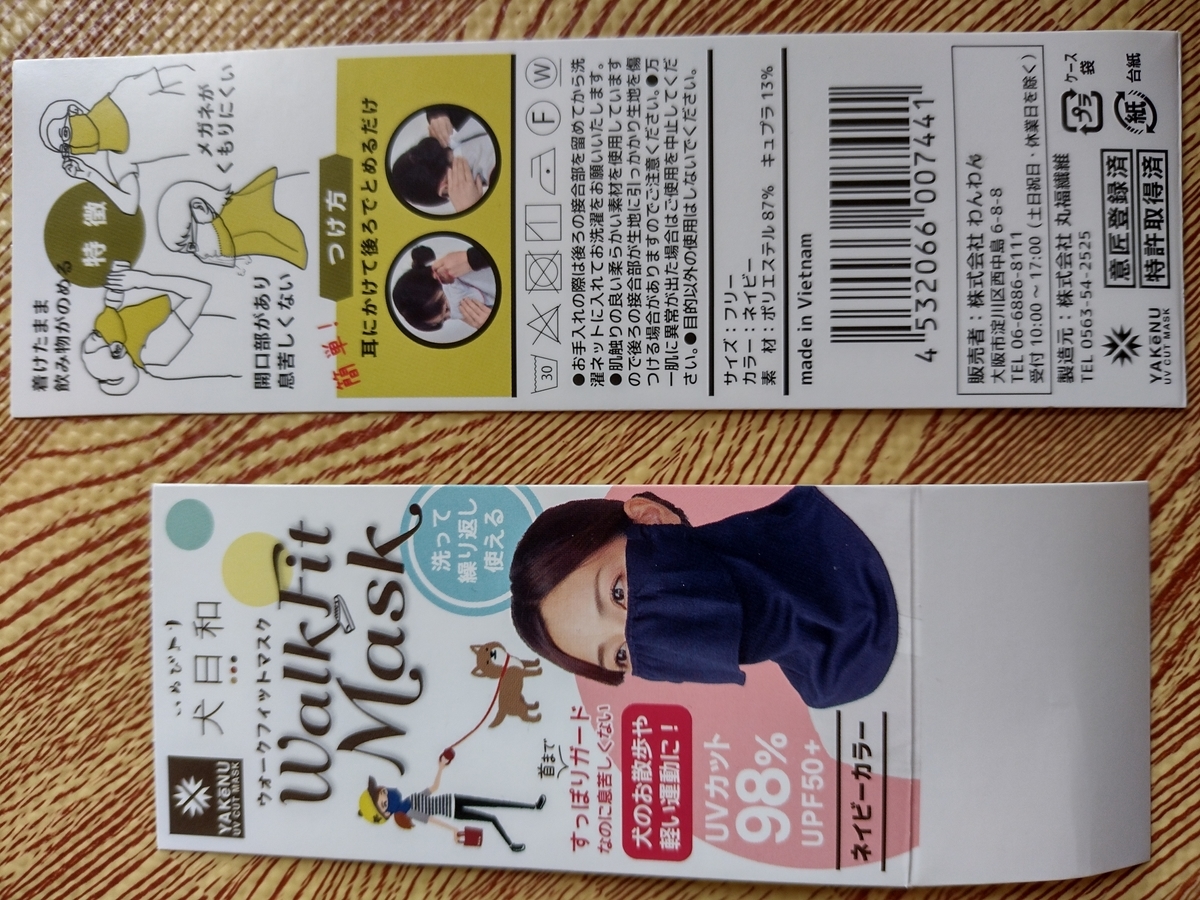 着けたまま
飲み物がのめる
特徴
メガネが
くもりにくい
開口部があり
息苦しくない
簡単！
つけ方
耳にかけて後ろでとめるだけ
30
F
W
●お手入れの際は後ろの接合部を留めてから洗
濯ネットに入れてお洗濯をお願いいたします。
●肌触りの良い柔らかい素材を使用しています
ので後ろの接合部が生地に引っかかり生地を傷
つける場合がありますのでご注意ください。●万
一肌に異常が出た場合はご使用を中止してくだ
さい。●目的以外の使用はしないでください。
サイズ：フリー
カラー：ネイビー
素　材：ポリエステル 87%　キュプラ 13%
made in Vietnam
4 532066 007441
販売者：株式会社 わんわん
大阪市淀川区西中島 6-8-8
TEL 06-6886-8111
受付 10:00～17:00（土日祝日・休業日を除く）
製造元：株式会社 丸福繊維
TEL 0563-54-2525
プラ
ケース
袋
紙
台紙
YAKeNU
UV CUT MASK
意匠登録済
特許取得済
YAKeNU
UV CUT MASK
いぬびより
犬日和
ウオークフィットマスク
WalkFit
Mask
洗って
繰り返し
使える
首まで
すっぽりガード
なのに息苦しくない
犬のお散歩や
軽い運動に！
UVカット
98%
UPF50+
ネイビーカラー